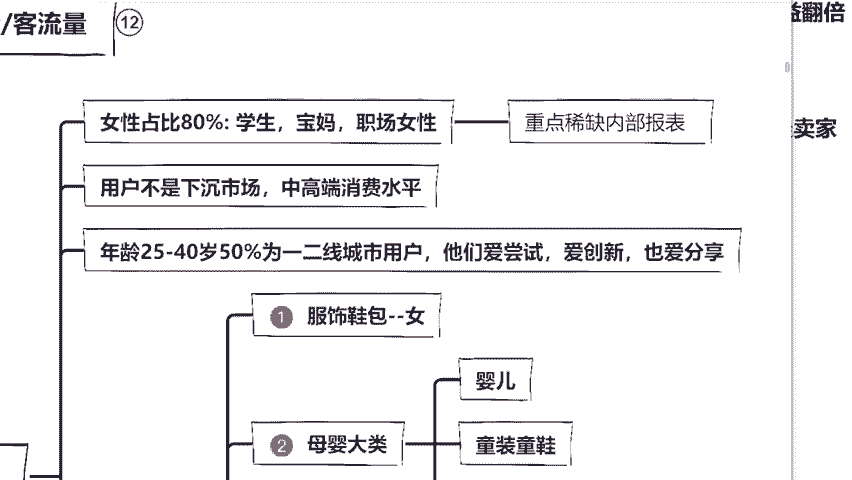 /客流量 12
益翻倍
女性占比80%: 学生，宝妈，职场女性
重点稀缺内部报表
卖家
用户不是下沉市场，中高端消费水平
年龄25-40岁50%为一二线城市用户，他们爱尝试，爱创新，也爱分享
1 服饰鞋包--女
婴儿
2 母婴大类
童装童鞋